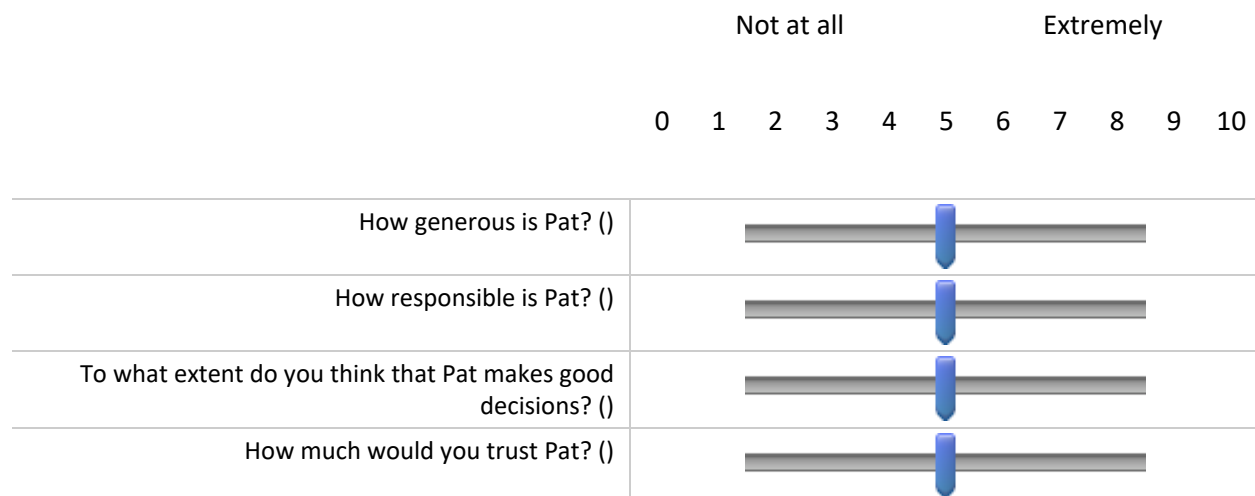 Not at all Extremely
0 1 2 3 4 5 6 7 8 9 10
How generous is Pat? ()
How responsible is Pat? ()
To what extent do you think that Pat makes good
decisions? ()
How much would you trust Pat? ()